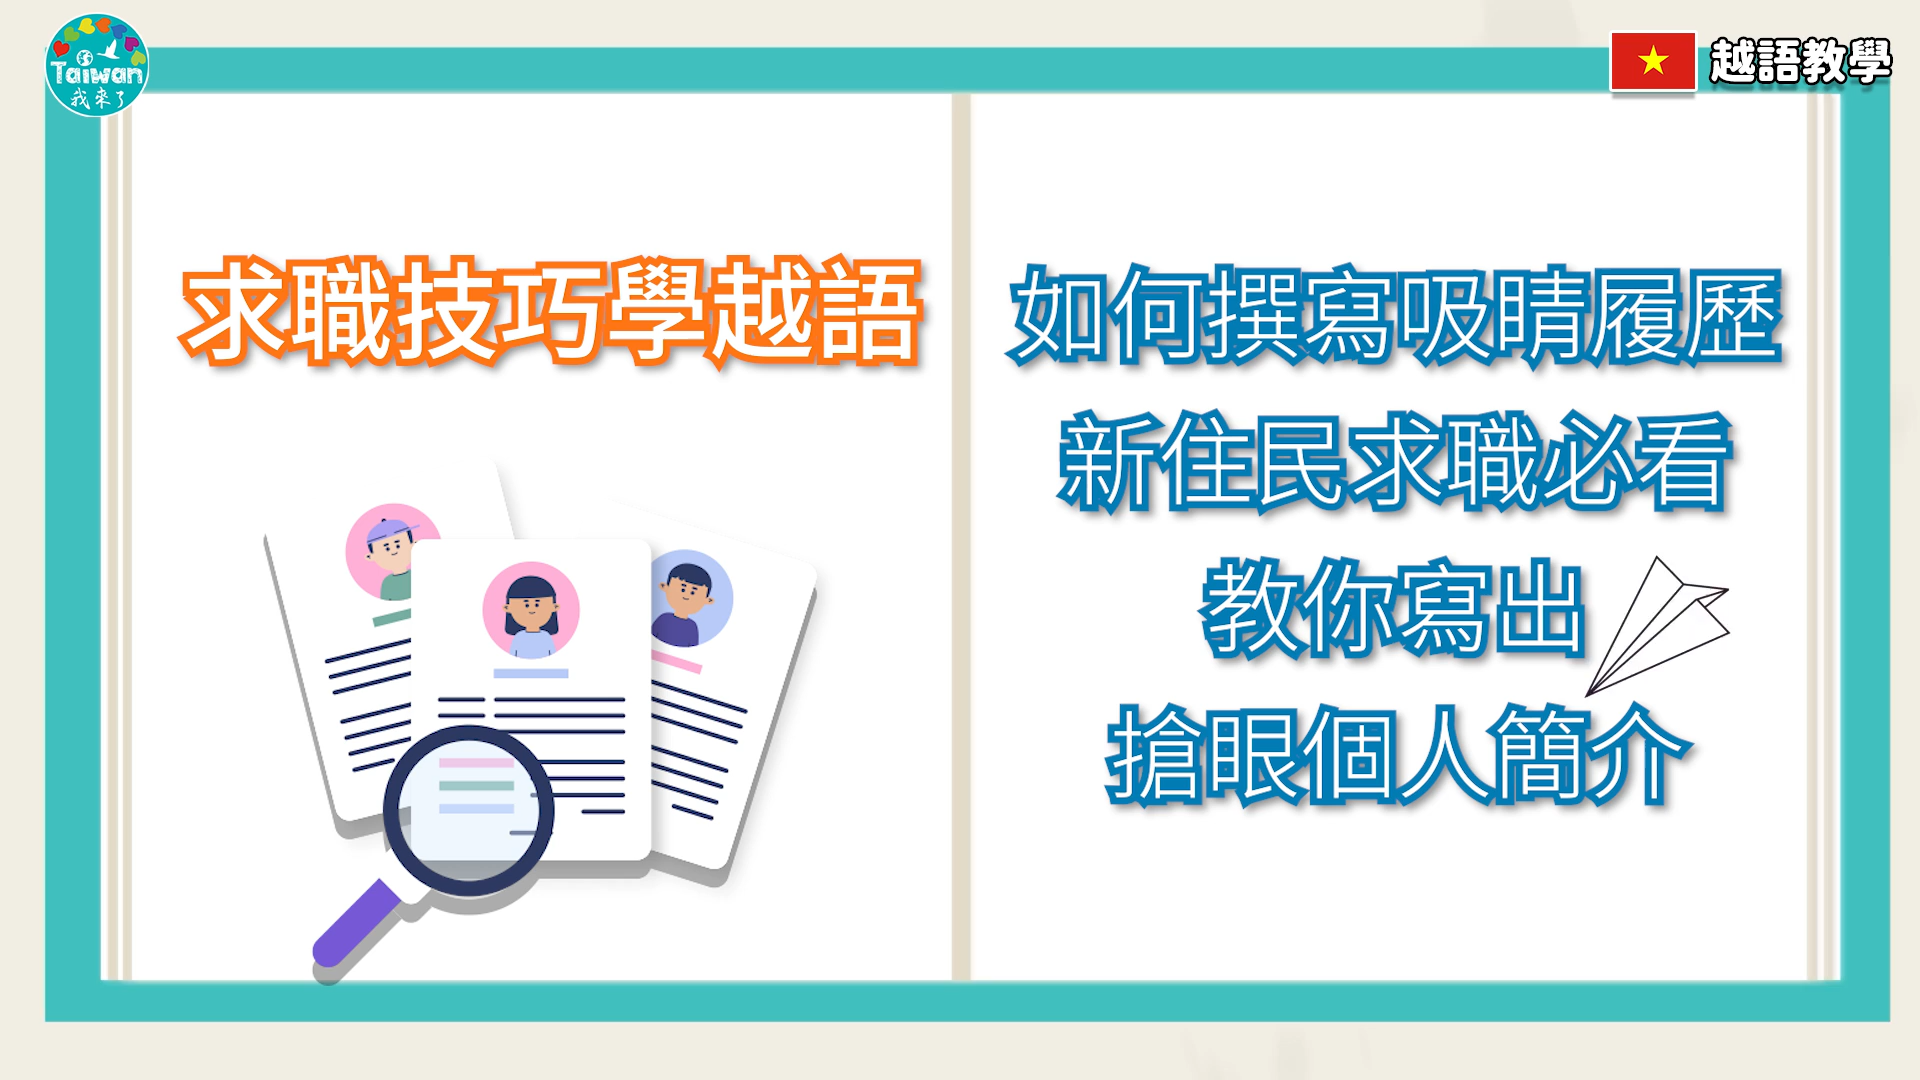 Taiwan
我來了
越語教學
求職技巧學越語
如何撰寫吸睛履歷
新住民求職必看
教你寫出
搶眼個人簡介